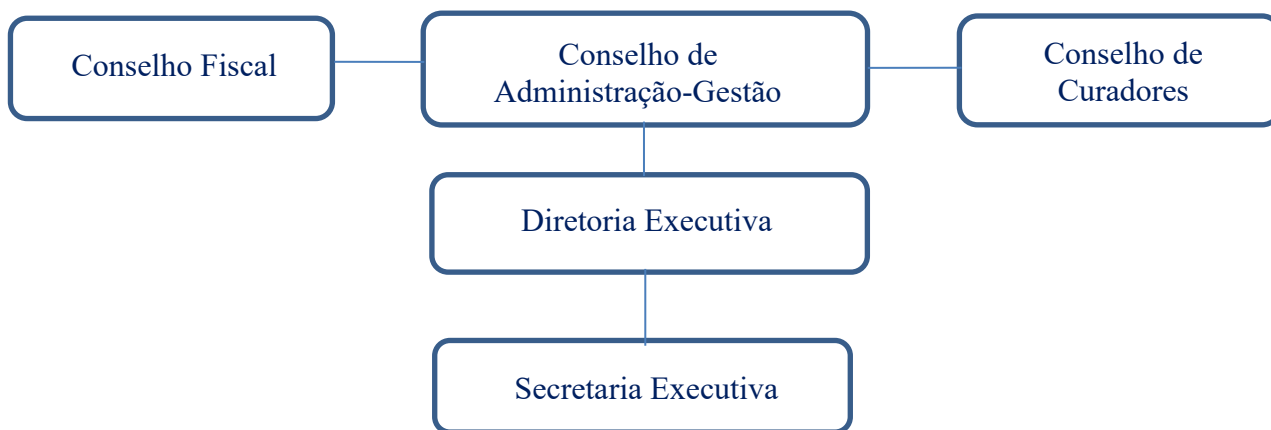 Conselho Fiscal
Conselho de
Administração-Gestão
Conselho de
Curadores
Diretoria Executiva
Secretaria Executiva